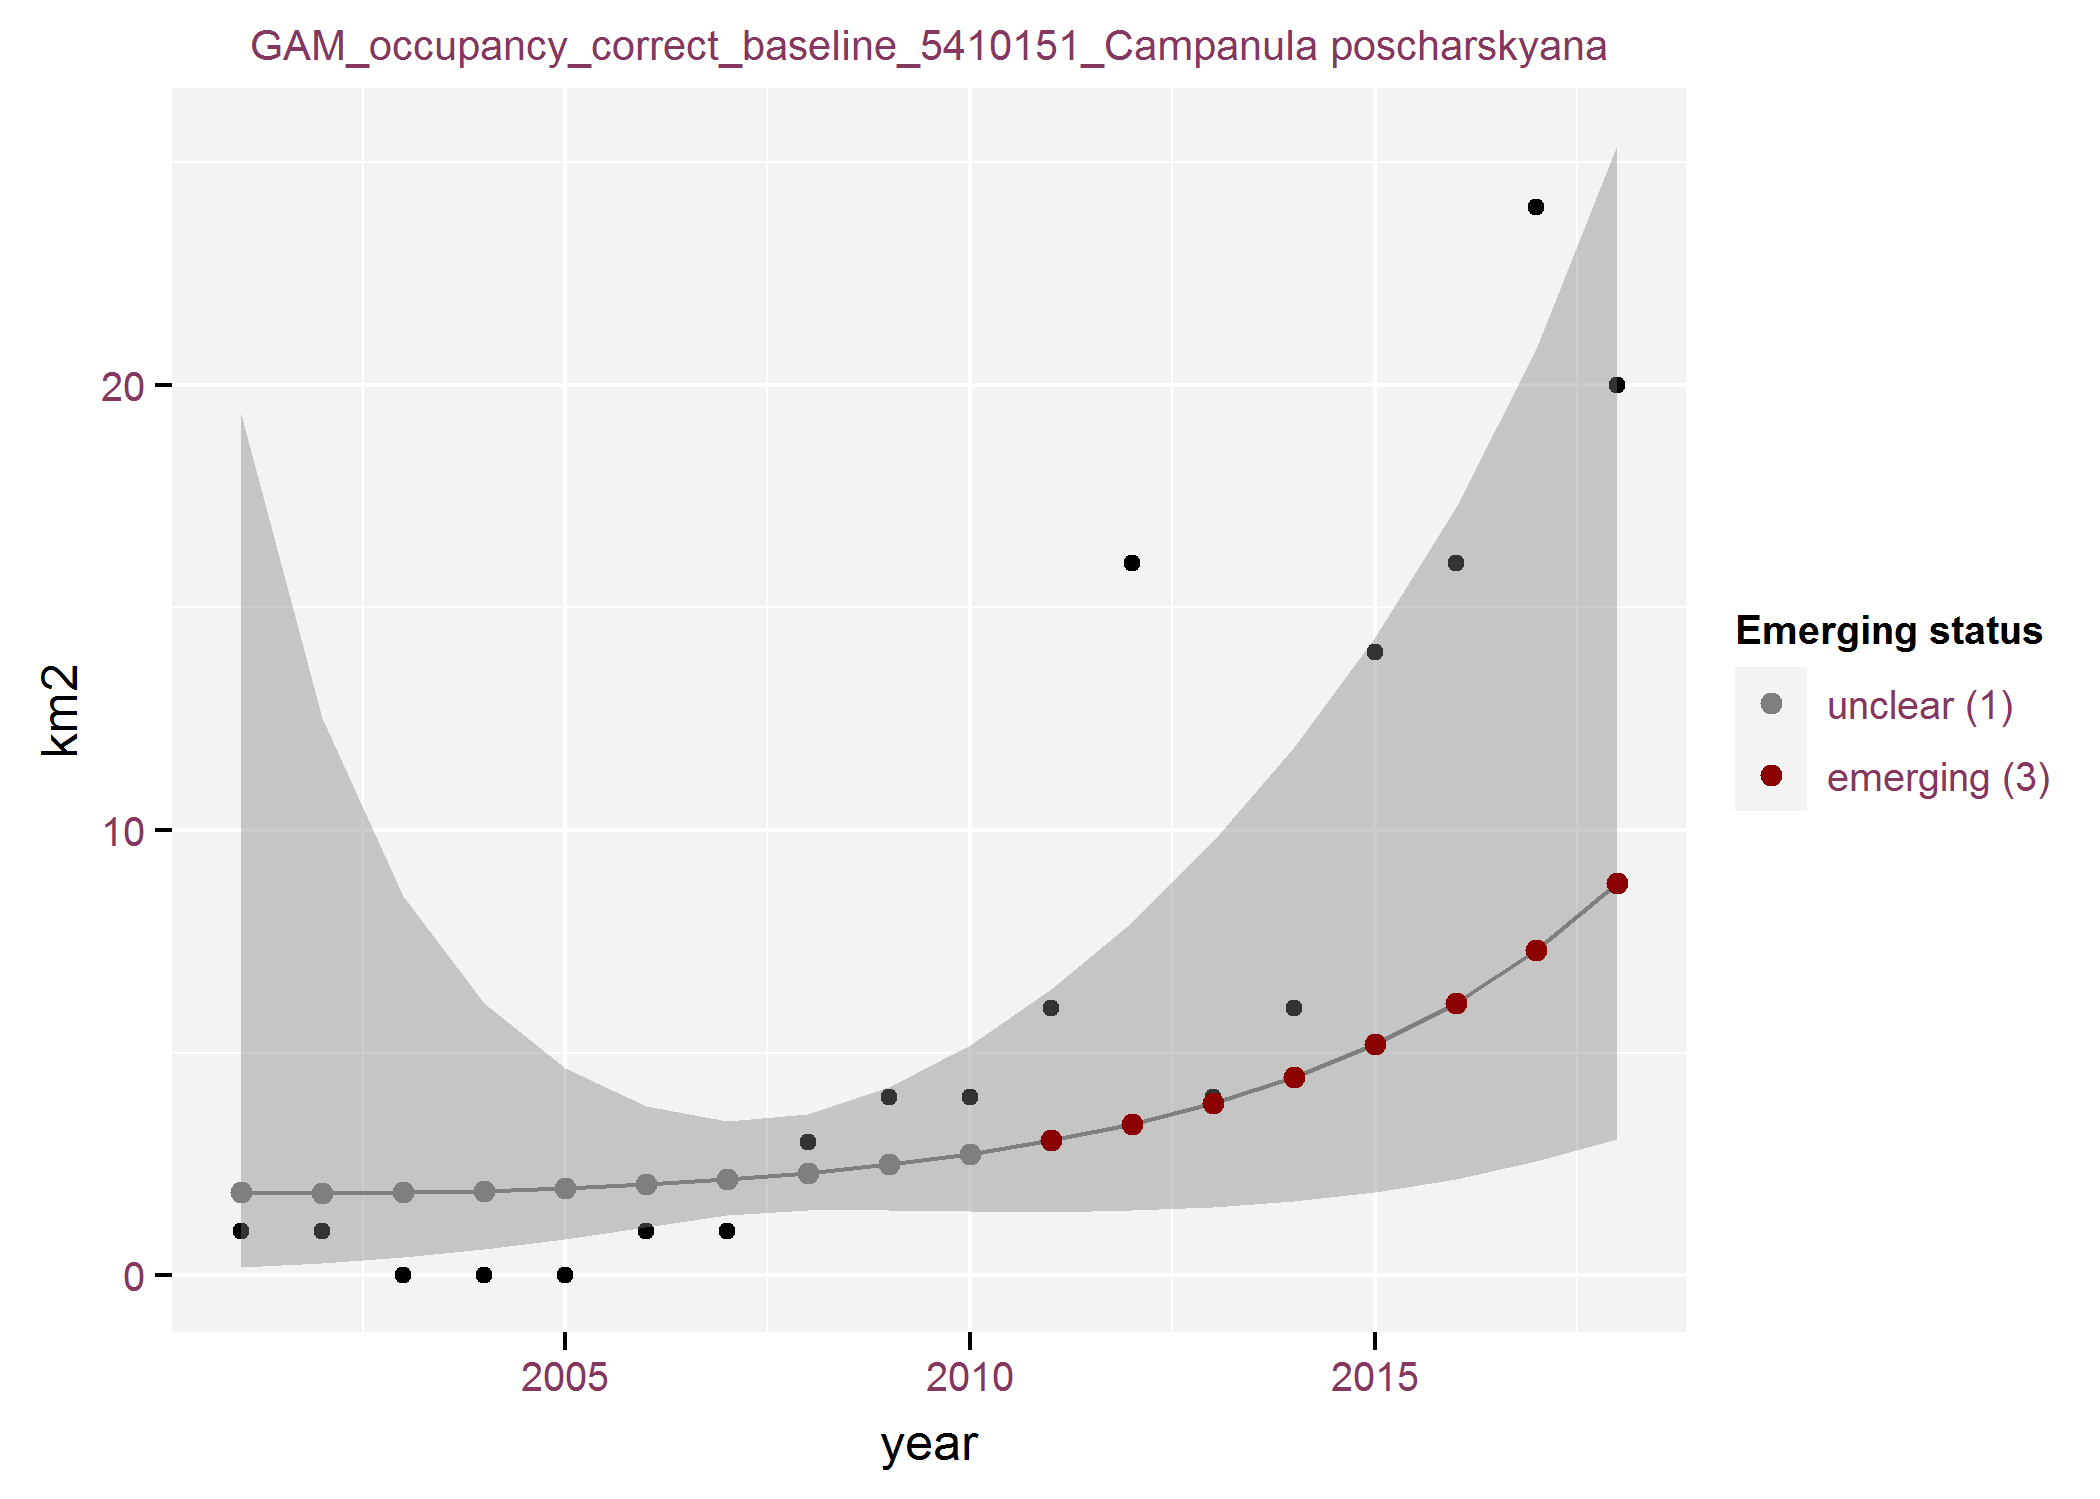 GAM_occupancy_correct_baseline_5410151_Campanula poscharskyana
20
10
0
km2
2005
2010
2015
year
Emerging status
unclear (1)
emerging (3)